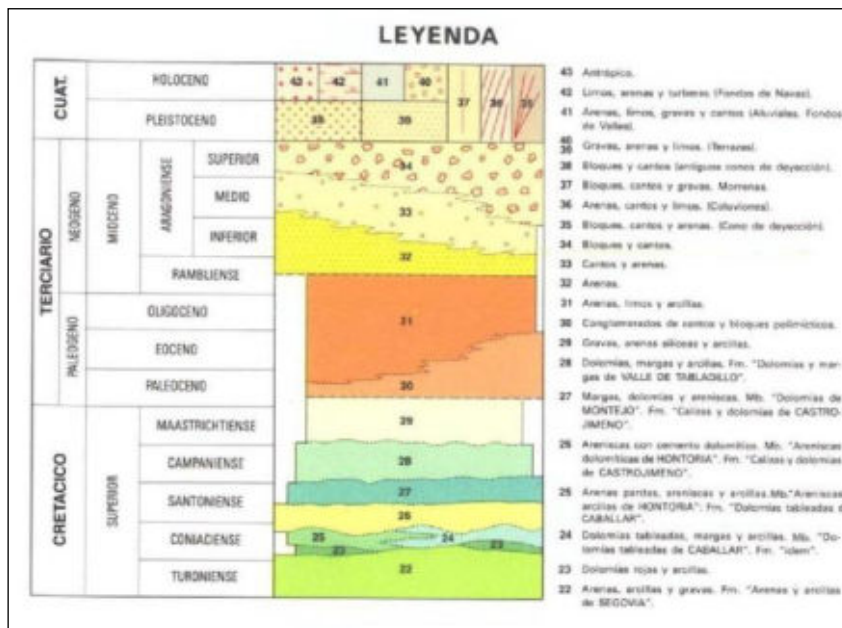 LEYENDA
CUAT.
HOLOCENO
PLEISTOCENO
TERCIARIO
NEOGENO
MIOCENO
ARAGONIENSE
SUPERIOR
MEDIO
INFERIOR
RAMBLIENSE
PALEOGENO
OLIGOCENO
EOCENO
PALEOCENO
CRETACICO
SUPERIOR
MAASTRICHTIENSE
CAMPANIENSE
SANTONIENSE
CONIACIENSE
TURONIENSE
43
42
41
40
37
36
35
38
39
34
33
32
31
30
29
28
27
26
25
24
23
23
22
43 Antrópico.
42 Limos, arenas y turberas (Fondos de Navas).
41 Arenas, limos, gravas y cantos (Aluviales. Fondos
de Valles).
40
39 Gravas, arenas y limos. (Terrazas).
38 Bloques y cantos (antiguos conos de deyección).
37 Bloques, cantos y gravas. Morrenas.
36 Arenas, cantos y limos. (Coluviones).
35 Bloques, cantos y arenas. (Cono de deyección).
34 Bloques y cantos.
33 Cantos y arenas.
32 Arenas.
31 Arenas, limos y arcillas.
30 Conglomerados de cantos y bloques polimícticos.
29 Gravas, arenas silíceas y arcillas.
28 Dolomías, margas y arcillas. Fm. "Dolomías y mar-
gas de VALLE DE TABLADILLO".
27 Margas, dolomías y areniscas. Mb. "Dolomías de
MONTEJO". Fm. "Calizas y dolomías de CASTRO-
JIMENO".
26 Areniscas con cemento dolomítico. Mb. "Areniscas
dolomíticas de HONTORIA". Fm. "Calizas y dolomías
de CASTROJIMENO".
25 Arenas pardas, areniscas y arcillas.Mb."Areniscas
arcillas de HONTORIA". Fm. "Dolomías tableadas d
CABALLAR".
24 Dolomías tableadas, margas y arcillas. Mb. "Do-
lomías tableadas de CABALLAR". Fm. "idem".
23 Dolomías rojas y arcillas.
22 Arenas, arcillas y gravas. Fm. "Arenas y arcillas
de SEGOVIA".